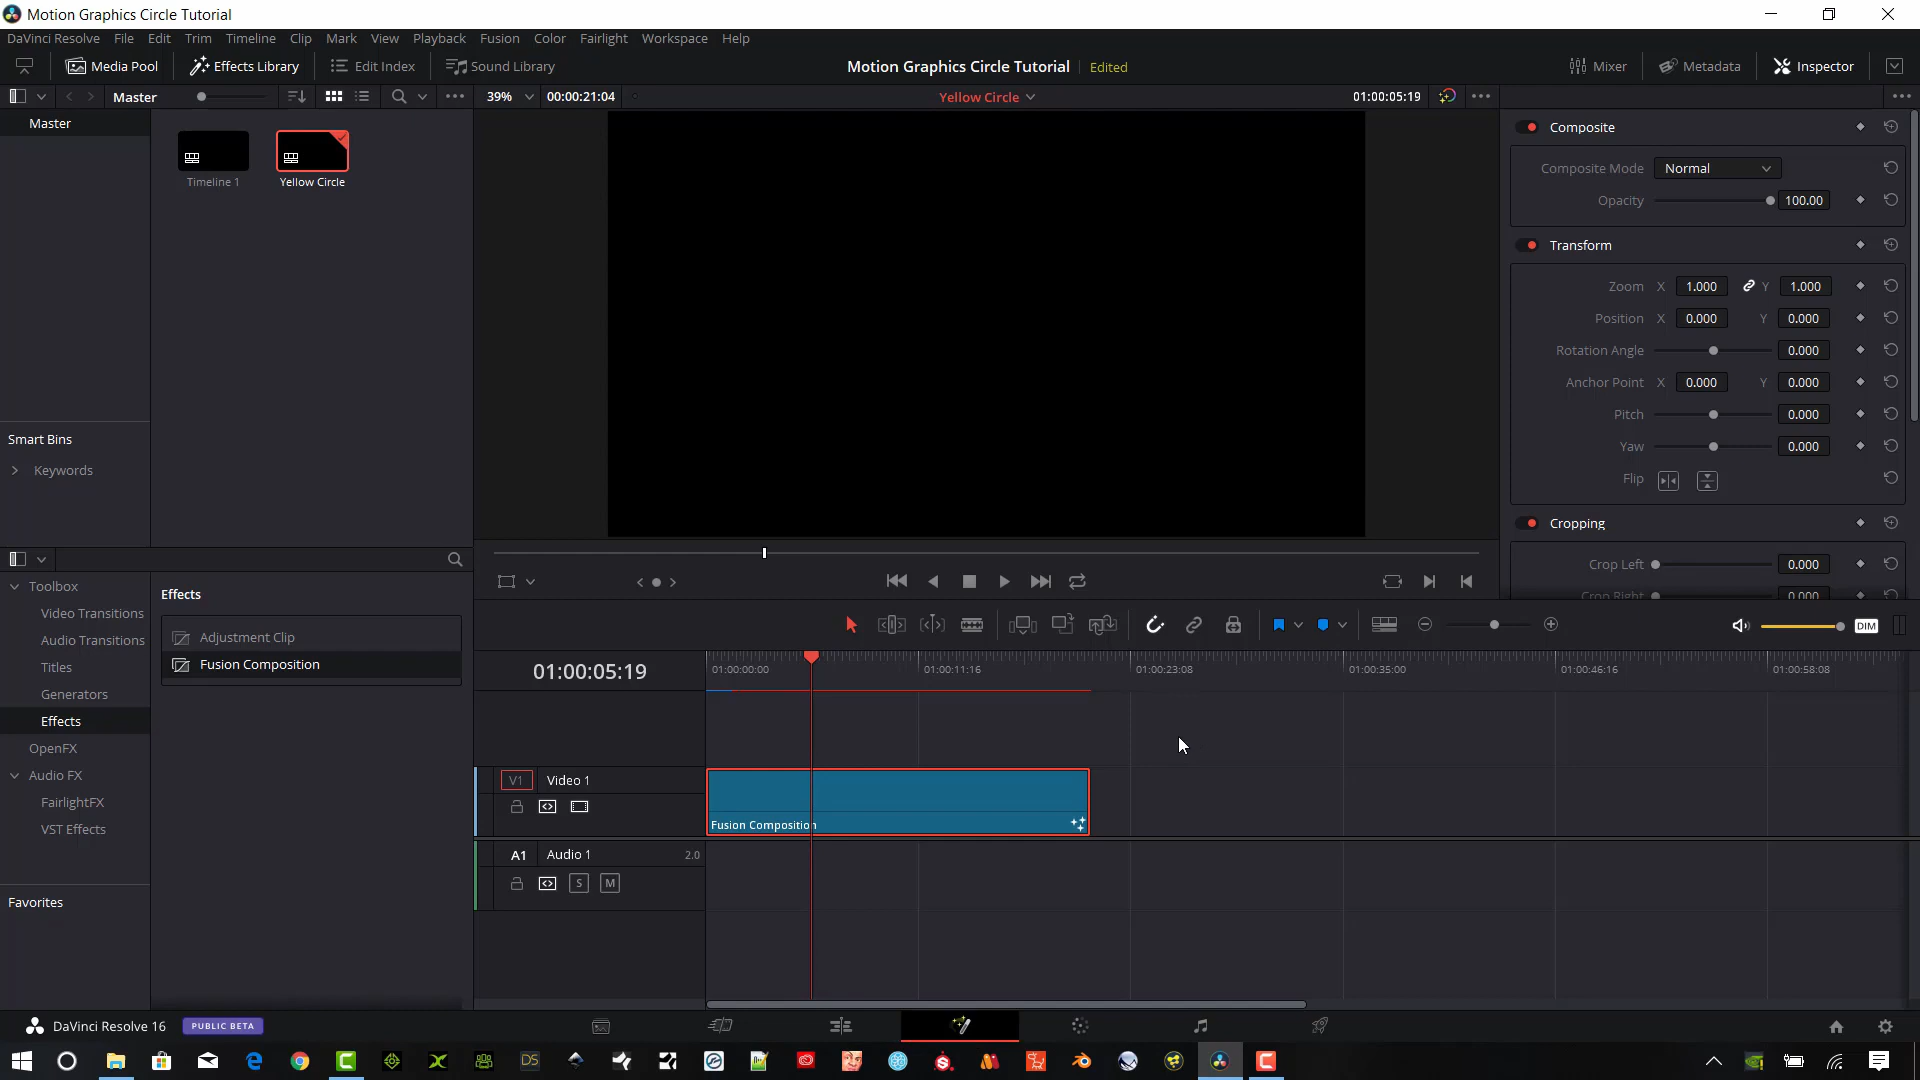 Motion Graphics Circle Tutorial
DaVinci Resolve File Edit Trim Timeline Clip Mark View Playback Fusion Color Fairlight Workspace Help
Media Pool Effects Library Edit Index Sound Library Motion Graphics Circle Tutorial Edited Mixer Metadata Inspector
Master 39% 00:00:21:04 Yellow Circle 01:00:05:19
Master
Timeline 1 Yellow Circle
Composite
Composite Mode Normal
Opacity 100.00
Transform
Zoom X 1.000 Y 1.000
Position X 0.000 Y 0.000
Rotation Angle 0.000
Anchor Point X 0.000 Y 0.000
Pitch 0.000
Yaw 0.000
Flip
Cropping
Crop Left 0.000
Crop Right 0.000
Smart Bins
Keywords
Toolbox
Video Transitions
Audio Transitions
Titles
Generators
Effects
OpenFX
Audio FX
FairlightFX
VST Effects
Favorites
Effects
Adjustment Clip
Fusion Composition
DIM
01:00:05:19 01:00:00:00 01:00:11:16 01:00:23:08 01:00:35:00 01:00:46:16 01:00:58:08
V1 Video 1
Fusion Composition
A1 Audio 1 2.0
S M
DaVinci Resolve 16 PUBLIC BETA
DS